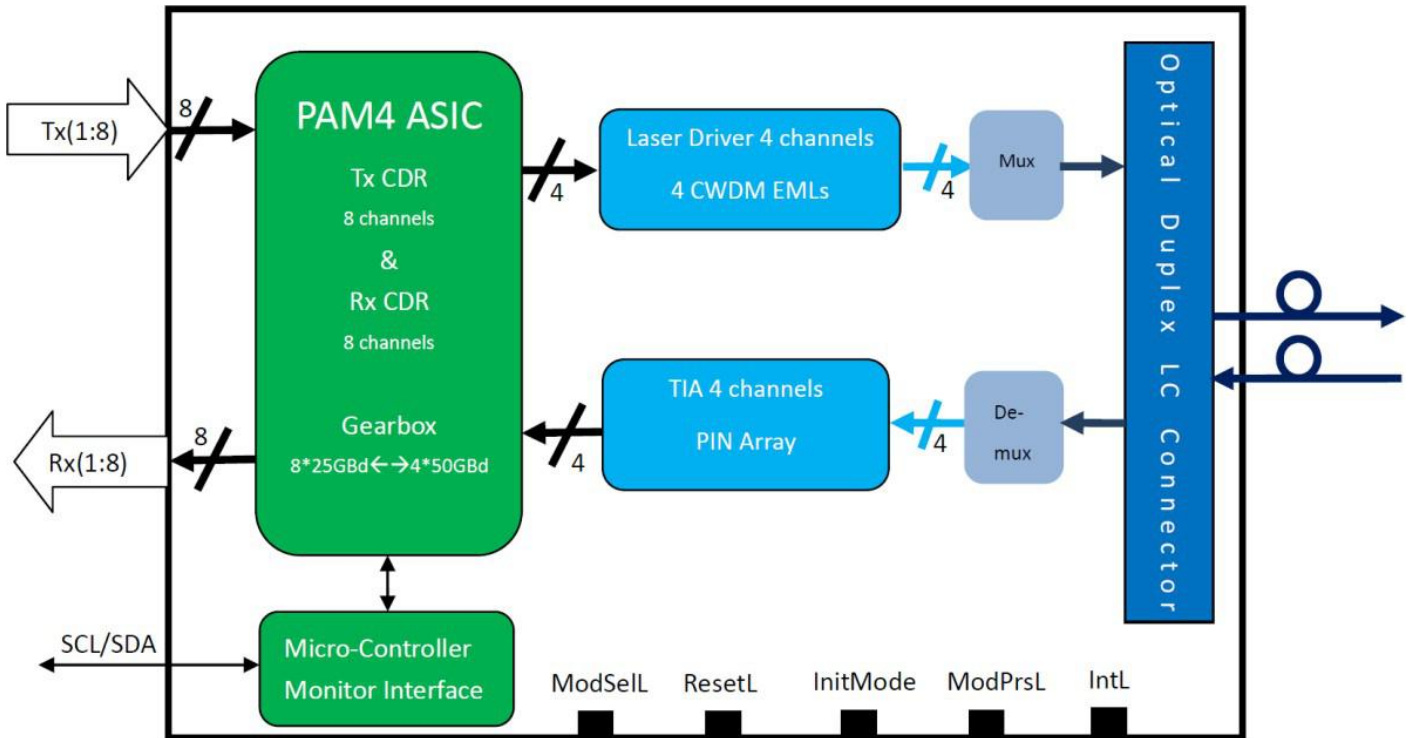 Tx(1:8)
8
PAM4 ASIC
Tx CDR
8 channels
&
Rx CDR
8 channels
Gearbox
8*25GBd←→4*50GBd
4
Laser Driver 4 channels
4 CWDM EMLs
4
Mux
Optical Duplex LC Connector
Rx(1:8)
8
4
TIA 4 channels
PIN Array
4
De-
mux
SCL/SDA
Micro-Controller
Monitor Interface
ModSelL
ResetL
InitMode
ModPrsL
IntL